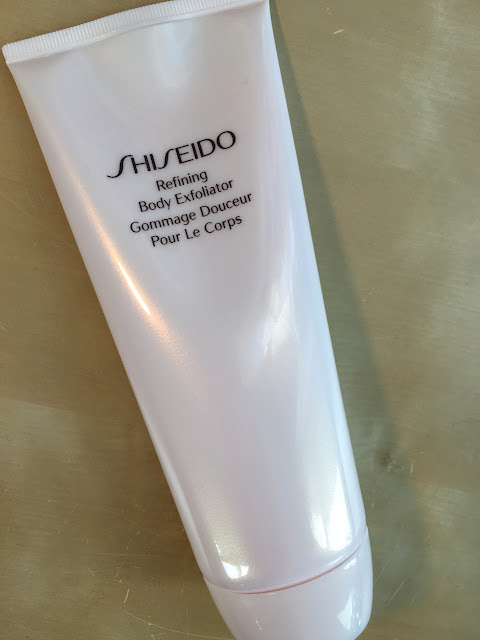 SHISEIDO
Refining
Body Exfoliator
Gommage Douceur
Pour Le Corps